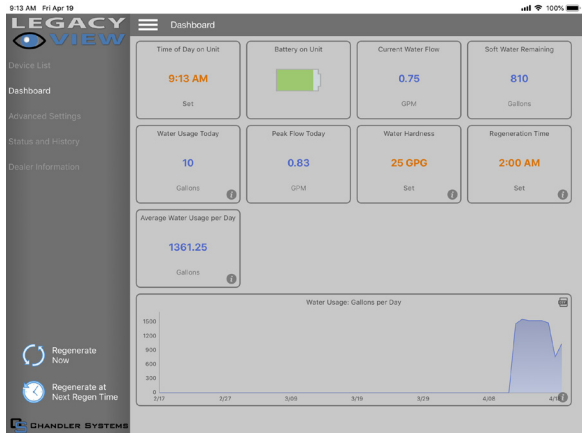 9:13 AM Fri Apr 19
100%
LEGACY
VIEW
Dashboard
Device List
Dashboard
Advanced Settings
Status and History
Dealer Information
Regenerate
Now
Regenerate at
Next Regen Time
CHANDLER SYSTEMS
Time of Day on Unit
9:13 AM
Set
Battery on Unit
Current Water Flow
0.75
GPM
Soft Water Remaining
810
Gallons
Water Usage Today
10
Gallons
i
Peak Flow Today
0.83
GPM
Water Hardness
25 GPG
Set
i
Regeneration Time
2:00 AM
Set
i
Average Water Usage per Day
1361.25
Gallons
i
Water Usage: Gallons per Day
1500
1200
900
600
300
0
2/17
2/27
3/09
3/19
3/29
4/08
i